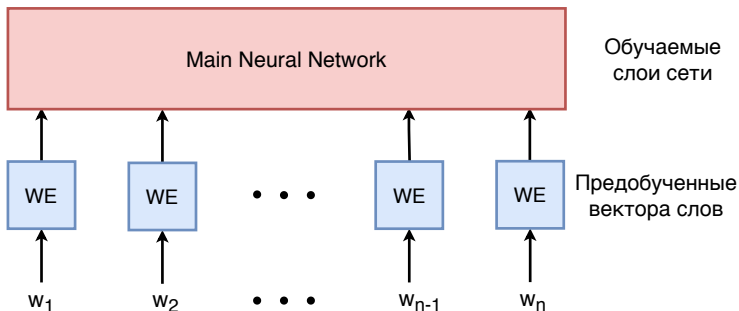 Main Neural Network
Обучаемые
слои сети
WE WE • • • WE WE
Предобученные
вектора слов
w₁ w₂ • • • wₙ₋₁ wₙ